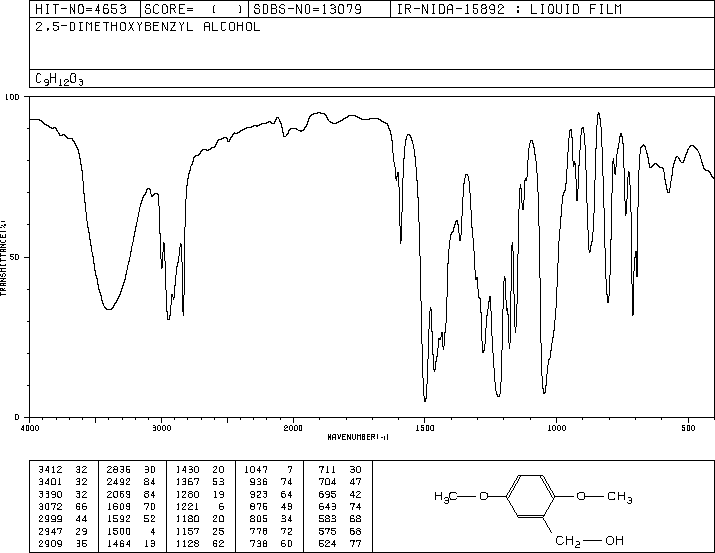 HIT-NO=4653 SCORE= ( ) SDBS-NO=13079 IR-NIDA-15892 : LIQUID FILM
2,5-DIMETHOXYBENZYL ALCOHOL
C9H12O3
100
50
0
TRANSMITTANCE(%)
4000 3000 2000 1500 1000 500
WAVENUMBER(-1)
3412 32 2836 30 1430 20 1047 7 711 30
3401 32 2492 84 1367 53 936 74 704 47
3390 32 2069 84 1280 19 923 64 695 42
3072 66 1609 70 1221 6 876 49 649 74
2999 44 1592 52 1180 20 805 34 583 68
2947 29 1500 4 1157 25 778 72 575 68
2909 35 1464 13 1128 62 738 60 524 77
H3C O O CH3
CH2 OH